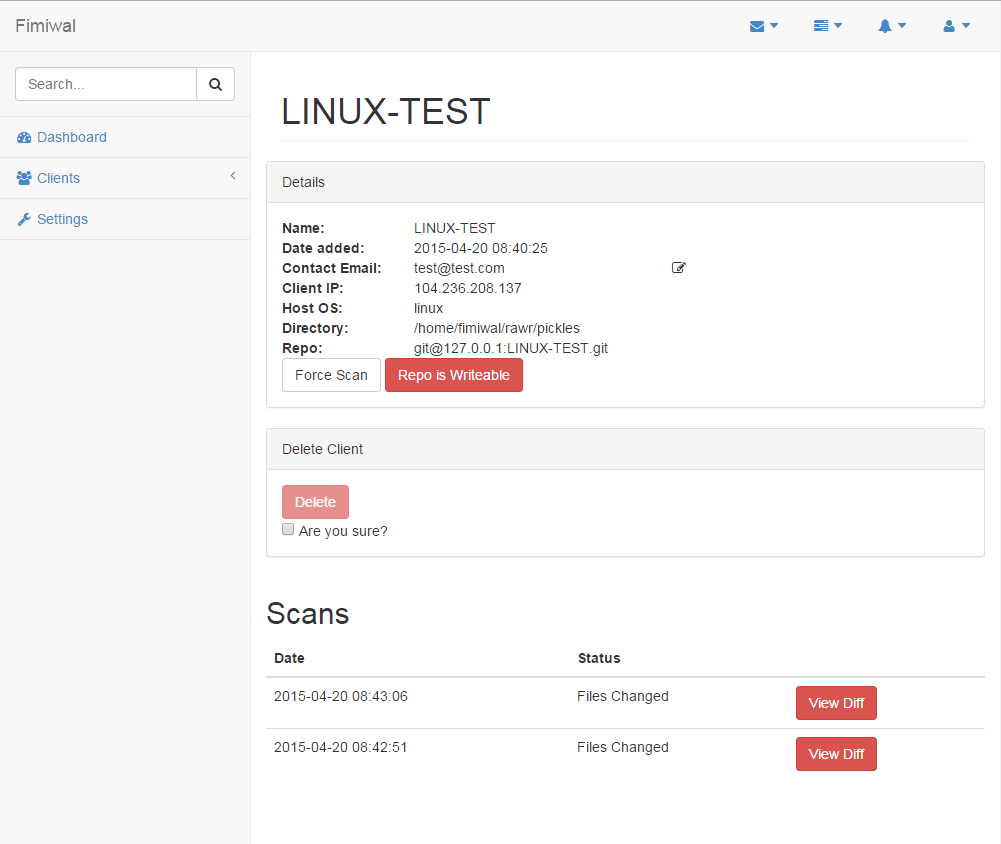 Fimiwal
Search...
Dashboard
Clients
Settings
LINUX-TEST
Details
Name: LINUX-TEST
Date added: 2015-04-20 08:40:25
Contact Email: test@test.com
Client IP: 104.236.208.137
Host OS: linux
Directory: /home/fimiwal/rawr/pickles
Repo: git@127.0.0.1:LINUX-TEST.git
Force Scan Repo is Writeable
Delete Client
Delete
Are you sure?
Scans
Date Status
2015-04-20 08:43:06 Files Changed View Diff
2015-04-20 08:42:51 Files Changed View Diff